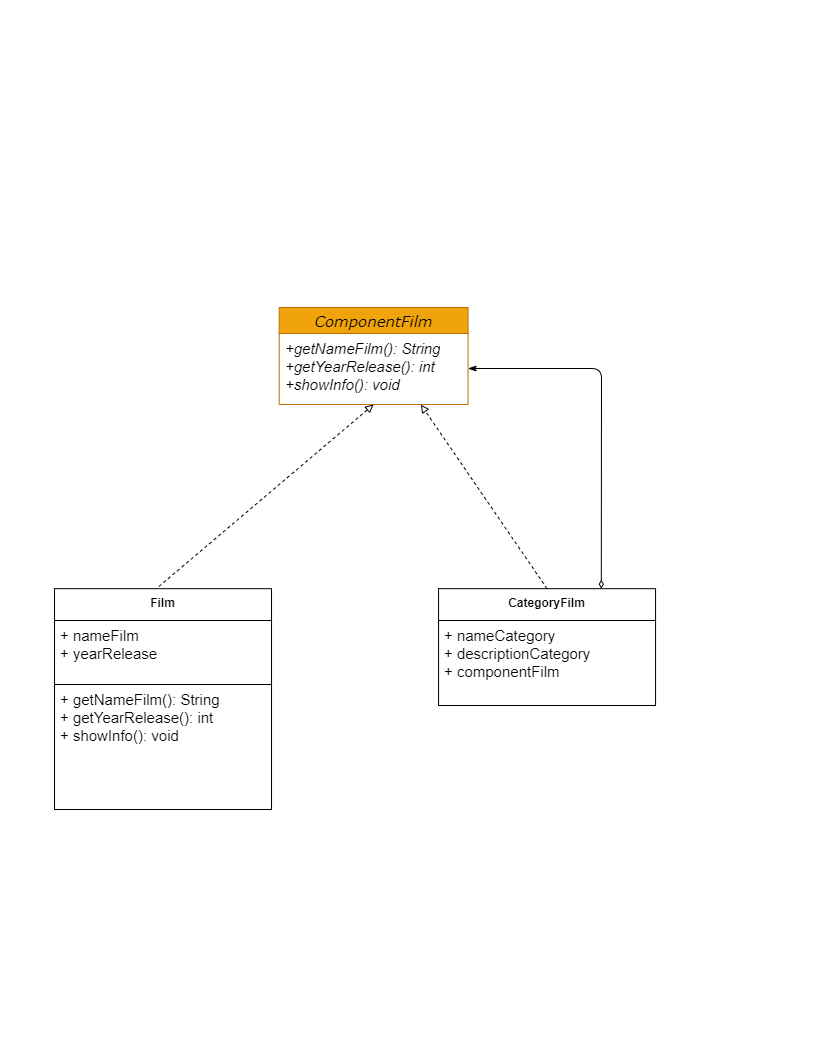 ComponentFilm
+getNameFilm(): String
+getYearRelease(): int
+showInfo(): void
Film
+ nameFilm
+ yearRelease
+ getNameFilm(): String
+ getYearRelease(): int
+ showInfo(): void
CategoryFilm
+ nameCategory
+ descriptionCategory
+ componentFilm